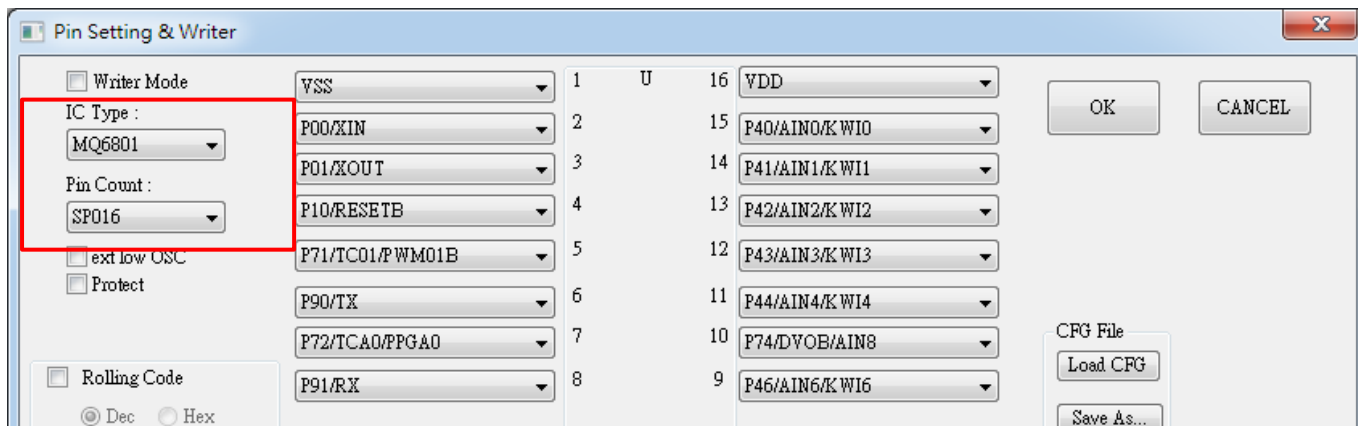 Pin Setting & Writer
Writer Mode
IC Type :
MQ6801
Pin Count :
SP016
ext low OSC
Protect
Rolling Code
Dec Hex
VSS 1 U 16 VDD
P00/XIN 2 15 P40/AIN0/KWI0
P01/XOUT 3 14 P41/AIN1/KWI1
P10/RESETB 4 13 P42/AIN2/KWI2
P71/TC01/PWM01B 5 12 P43/AIN3/KWI3
P90/TX 6 11 P44/AIN4/KWI4
P72/TCA0/PPGA0 7 10 P74/DVOB/AIN8
P91/RX 8 9 P46/AIN6/KWI6
OK CANCEL
CFG File
Load CFG
Save As...